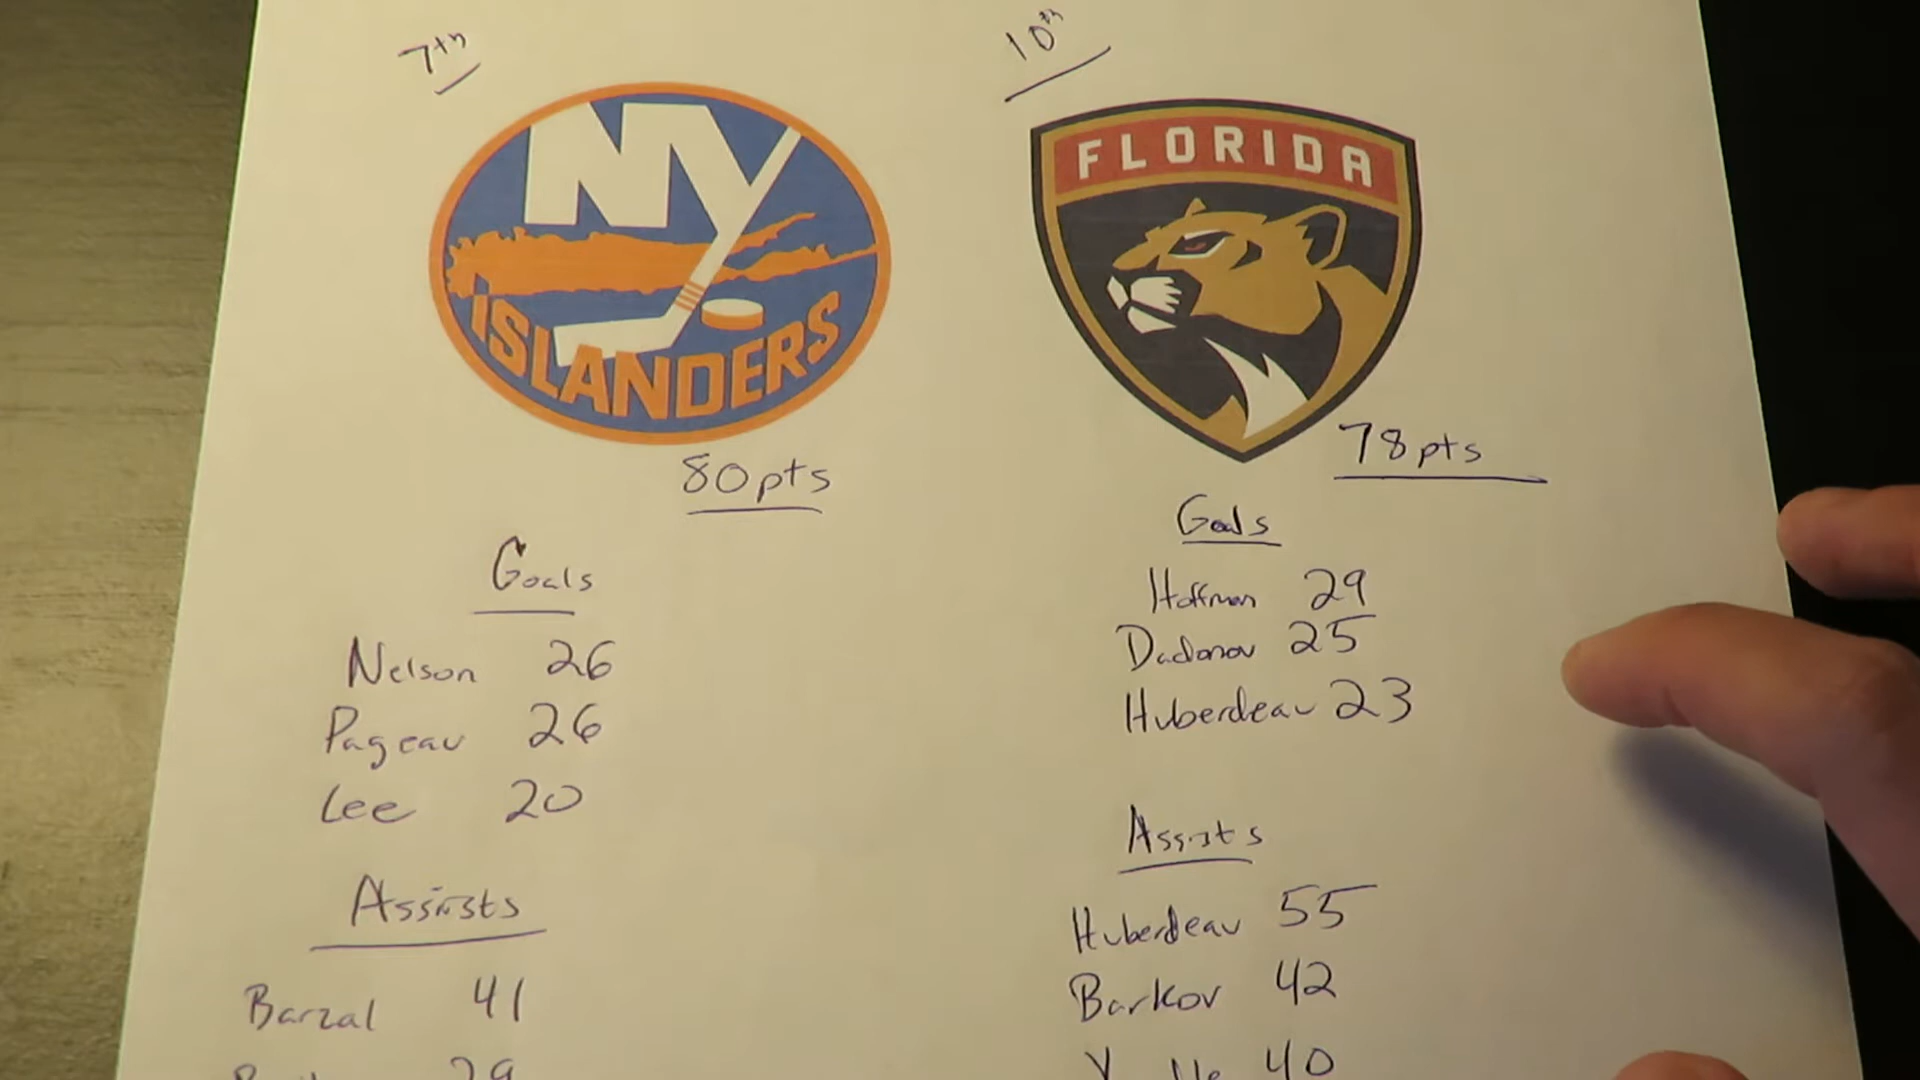 7th
NY
ISLANDERS
80pts
Goals
Nelson 26
Pageau 26
Lee 20
Assists
Barzal 41
29
10th
FLORIDA
78pts
Goals
Hoffman 29
Dadonov 25
Huberdeau 23
Assists
Huberdeau 55
Barkov 42
40